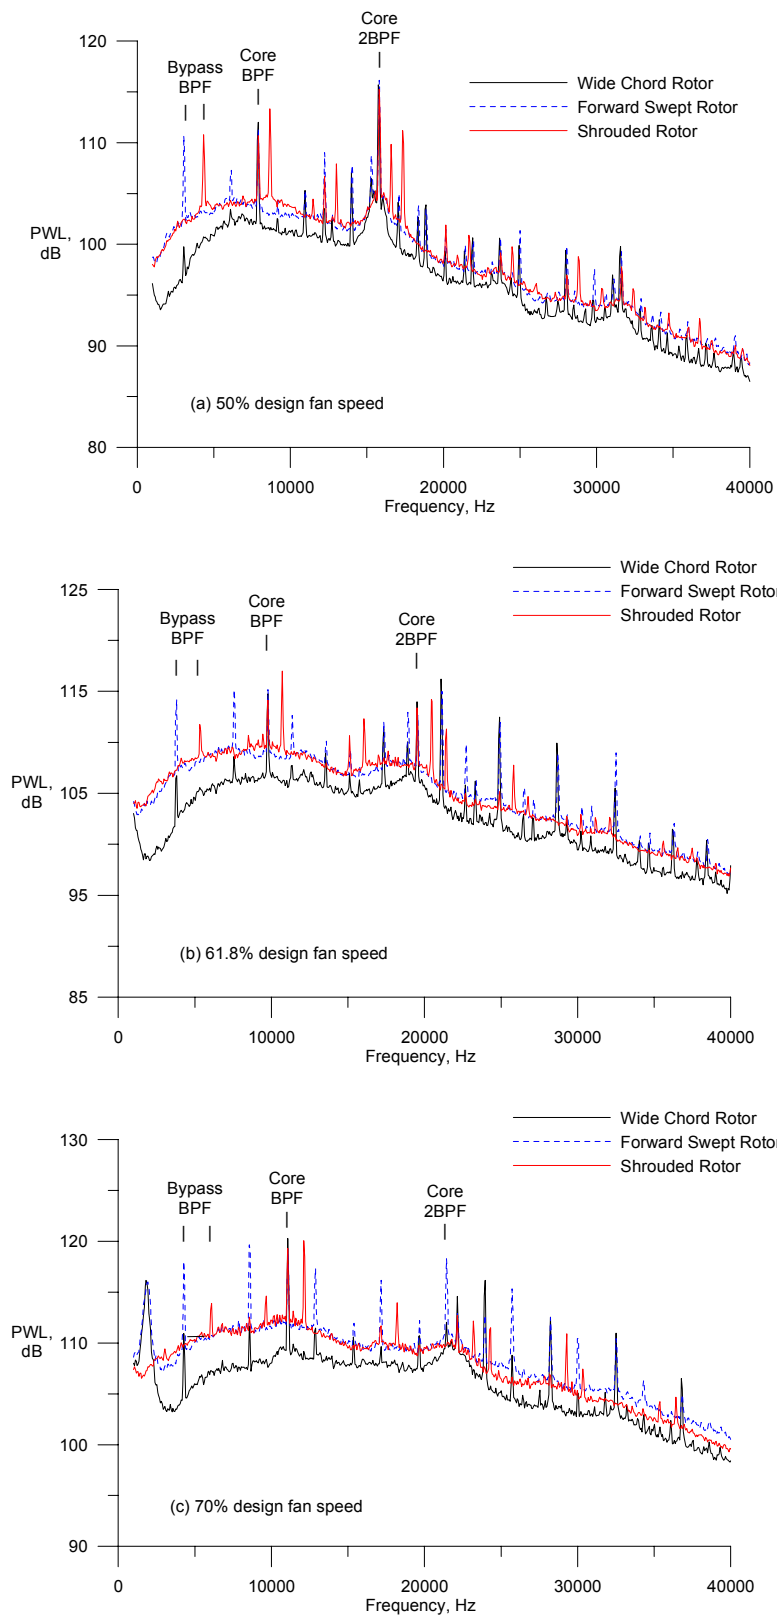 Core
2BPF
120
Core
BPF
Bypass
BPF
Wide Chord Rotor
Forward Swept Rotor
Shrouded Rotor
110
PWL,
dB
100
90
(a) 50% design fan speed
80
0 10000 20000 30000 40000
Frequency, Hz
Wide Chord Rotor
Forward Swept Rotor
Shrouded Rotor
125
Bypass
BPF
Core
BPF
Core
2BPF
115
PWL,
dB
105
95
(b) 61.8% design fan speed
85
0 10000 20000 30000 40000
Frequency, Hz
Wide Chord Rotor
Forward Swept Rotor
Shrouded Rotor
130
Bypass
BPF
Core
BPF
Core
2BPF
120
PWL,
dB
110
100
(c) 70% design fan speed
90
0 10000 20000 30000 40000
Frequency, Hz